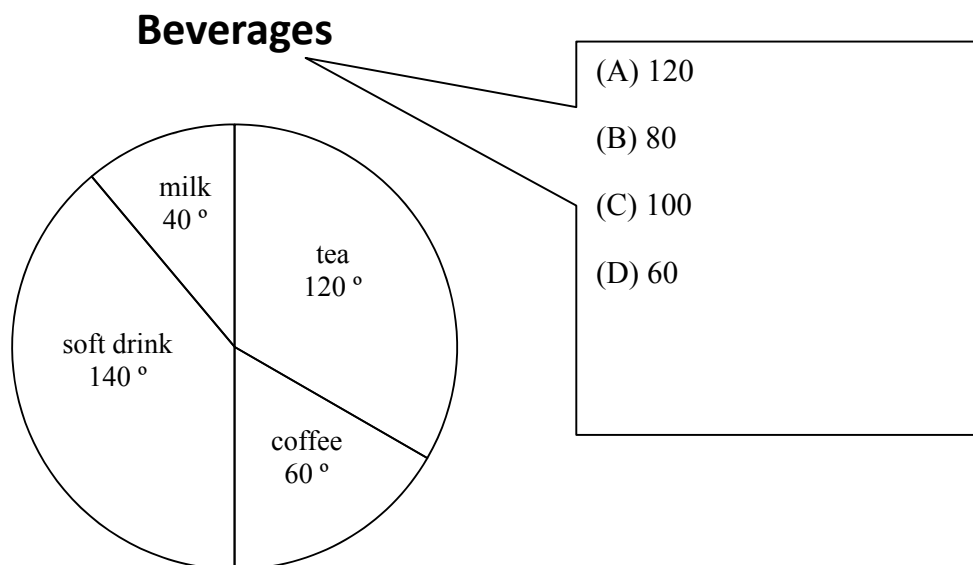 Beverages
(A) 120
(B) 80
(C) 100
(D) 60
milk
40 º
tea
120 º
soft drink
140 º
coffee
60 º